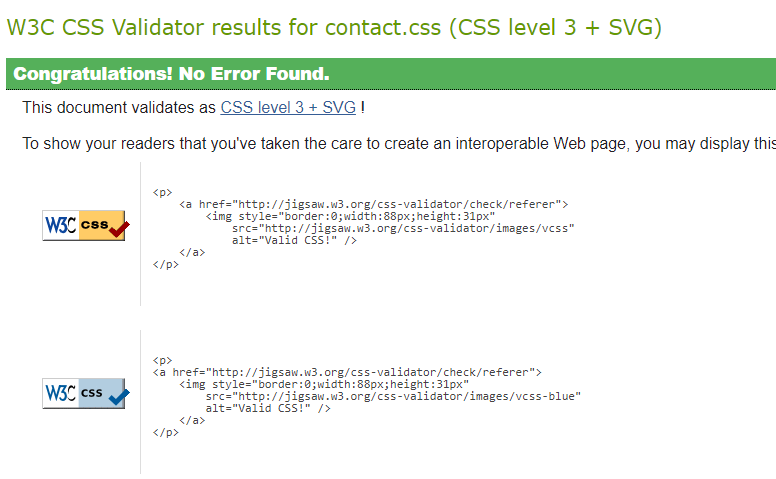 W3C CSS Validator results for contact.css (CSS level 3 + SVG)
Congratulations! No Error Found.
This document validates as CSS level 3 + SVG !
To show your readers that you've taken the care to create an interoperable Web page, you may display this
<p>
<a href="http://jigsaw.w3.org/css-validator/check/referer">
<img style="border:0;width:88px;height:31px"
W3C css
src="http://jigsaw.w3.org/css-validator/images/vcss"
alt="Valid CSS!" />
</a>
</p>
<p>
<a href="http://jigsaw.w3.org/css-validator/check/referer">
<img style="border:0;width:88px;height:31px"
W3C css
src="http://jigsaw.w3.org/css-validator/images/vcss-blue"
alt="Valid CSS!" />
</a>
</p>